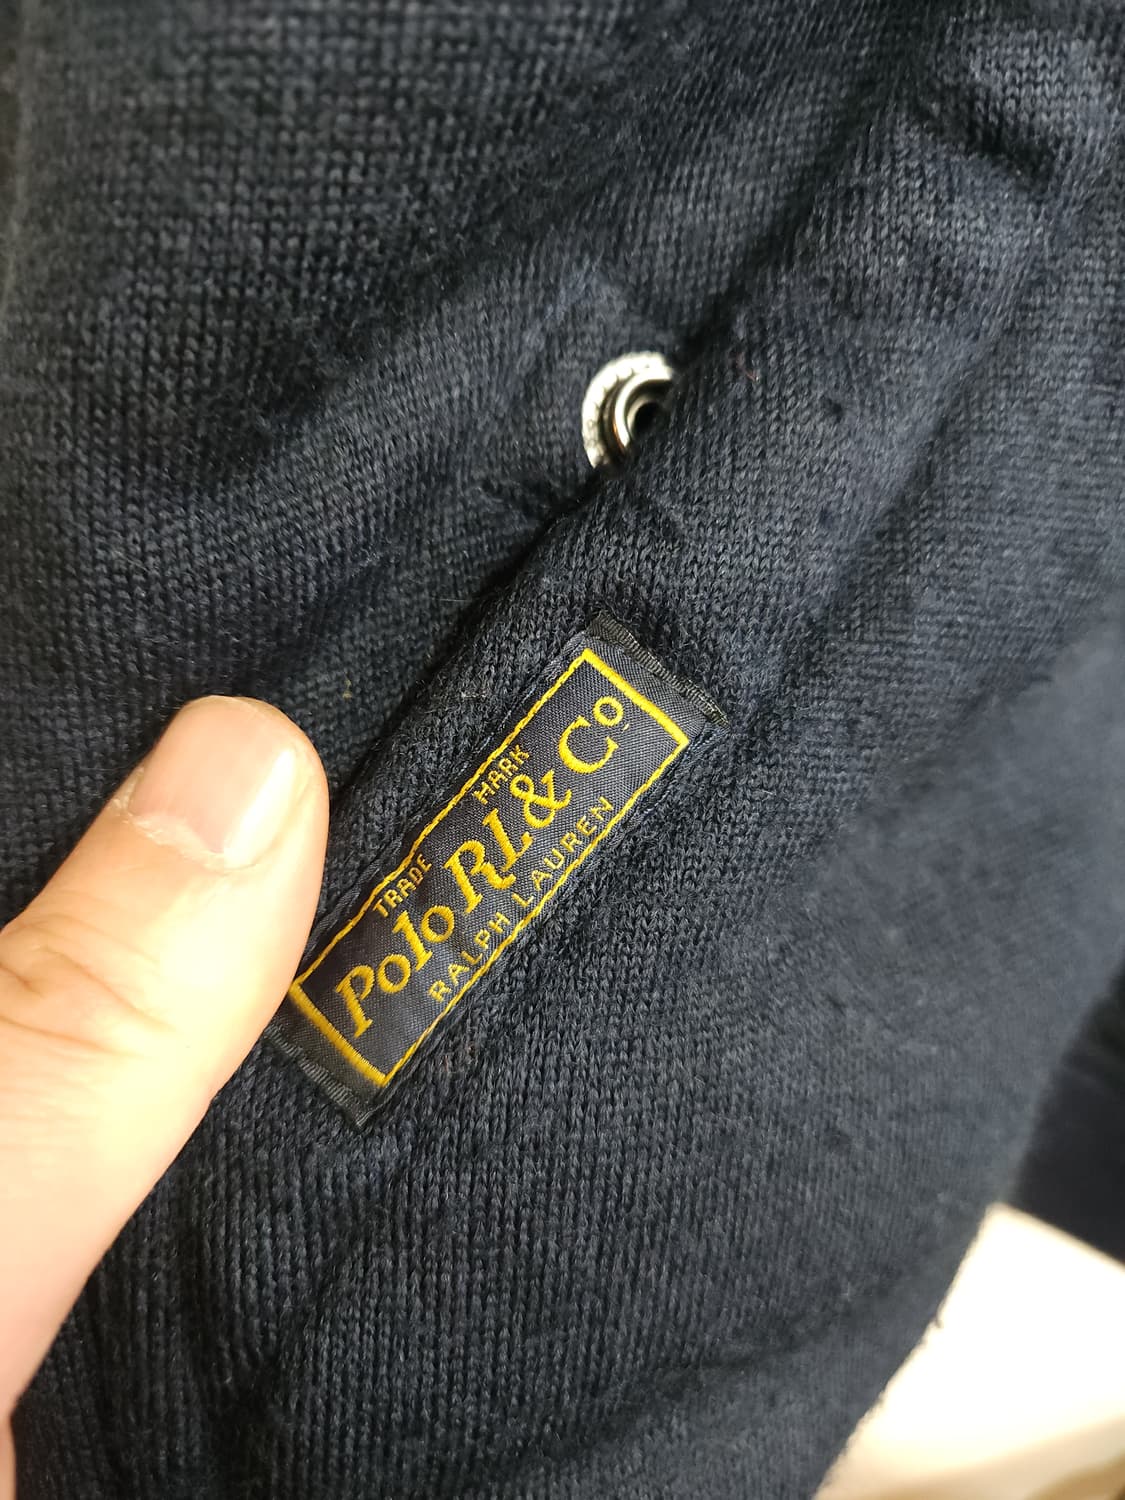 TRADE MARK
Polo RL & Co
RALPH LAUREN